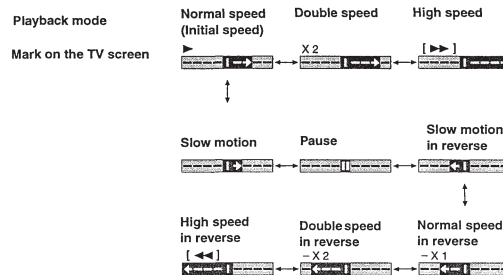 Playback mode
Normal speed
(Initial speed)
Double speed
High speed
Mark on the TV screen
▶
X 2
[ ▶▶ ]
Slow motion
Pause
Slow motion
in reverse
High speed
in reverse
[ ◀◀ ]
Double speed
in reverse
– X 2
Normal speed
in reverse
– X 1